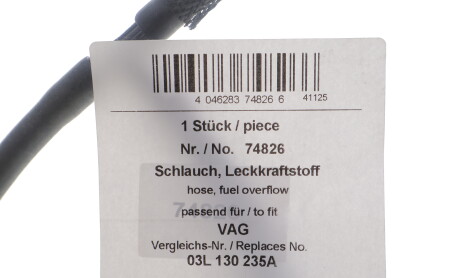 4 046283 74826 6 41125
1 Stück / piece
Nr. / No. 74826
Schlauch, Leckkraftstoff
hose, fuel overflow
passend für / to fit
VAG
Vergleichs-Nr. / Replaces No.
03L 130 235A